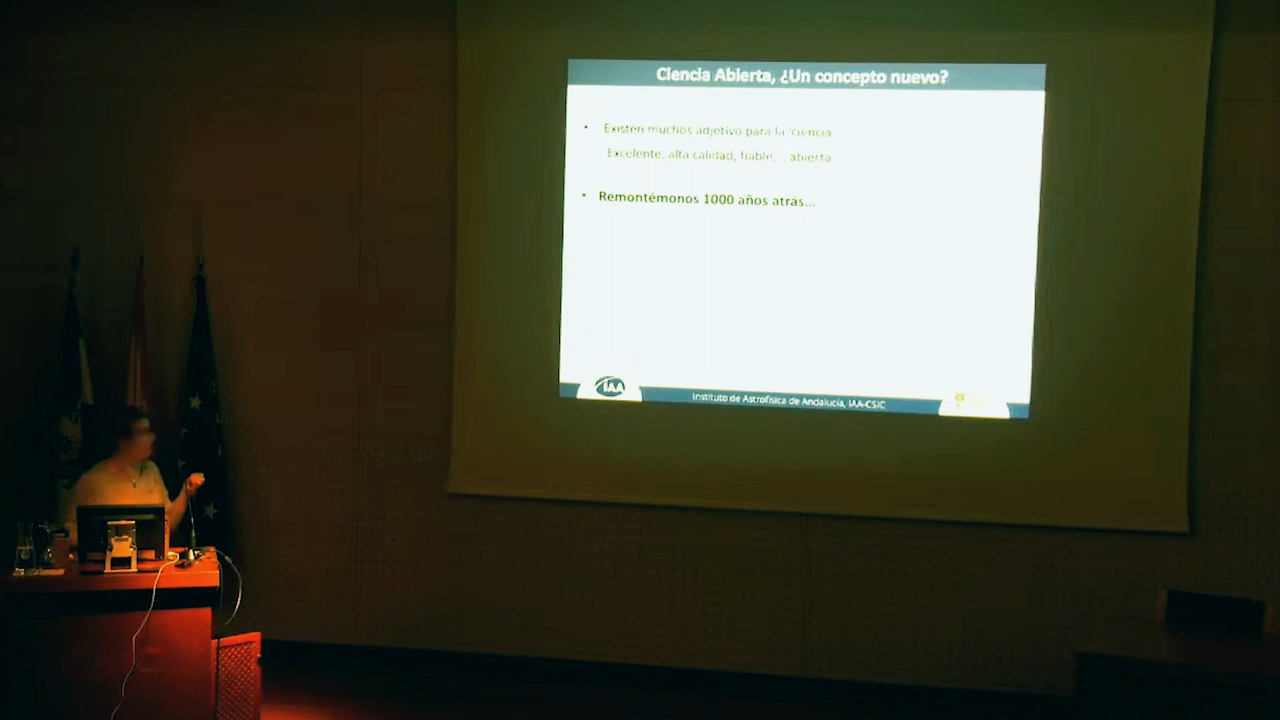 Ciencia Abierta, ¿Un concepto nuevo?
• Existen muchos adjetivo para la 'ciencia
Excelente, alta calidad, fiable, , abierta
• Remontémonos 1000 años atrás...
IAA
Instituto de Astrofísica de Andalucía, IAA-CSIC